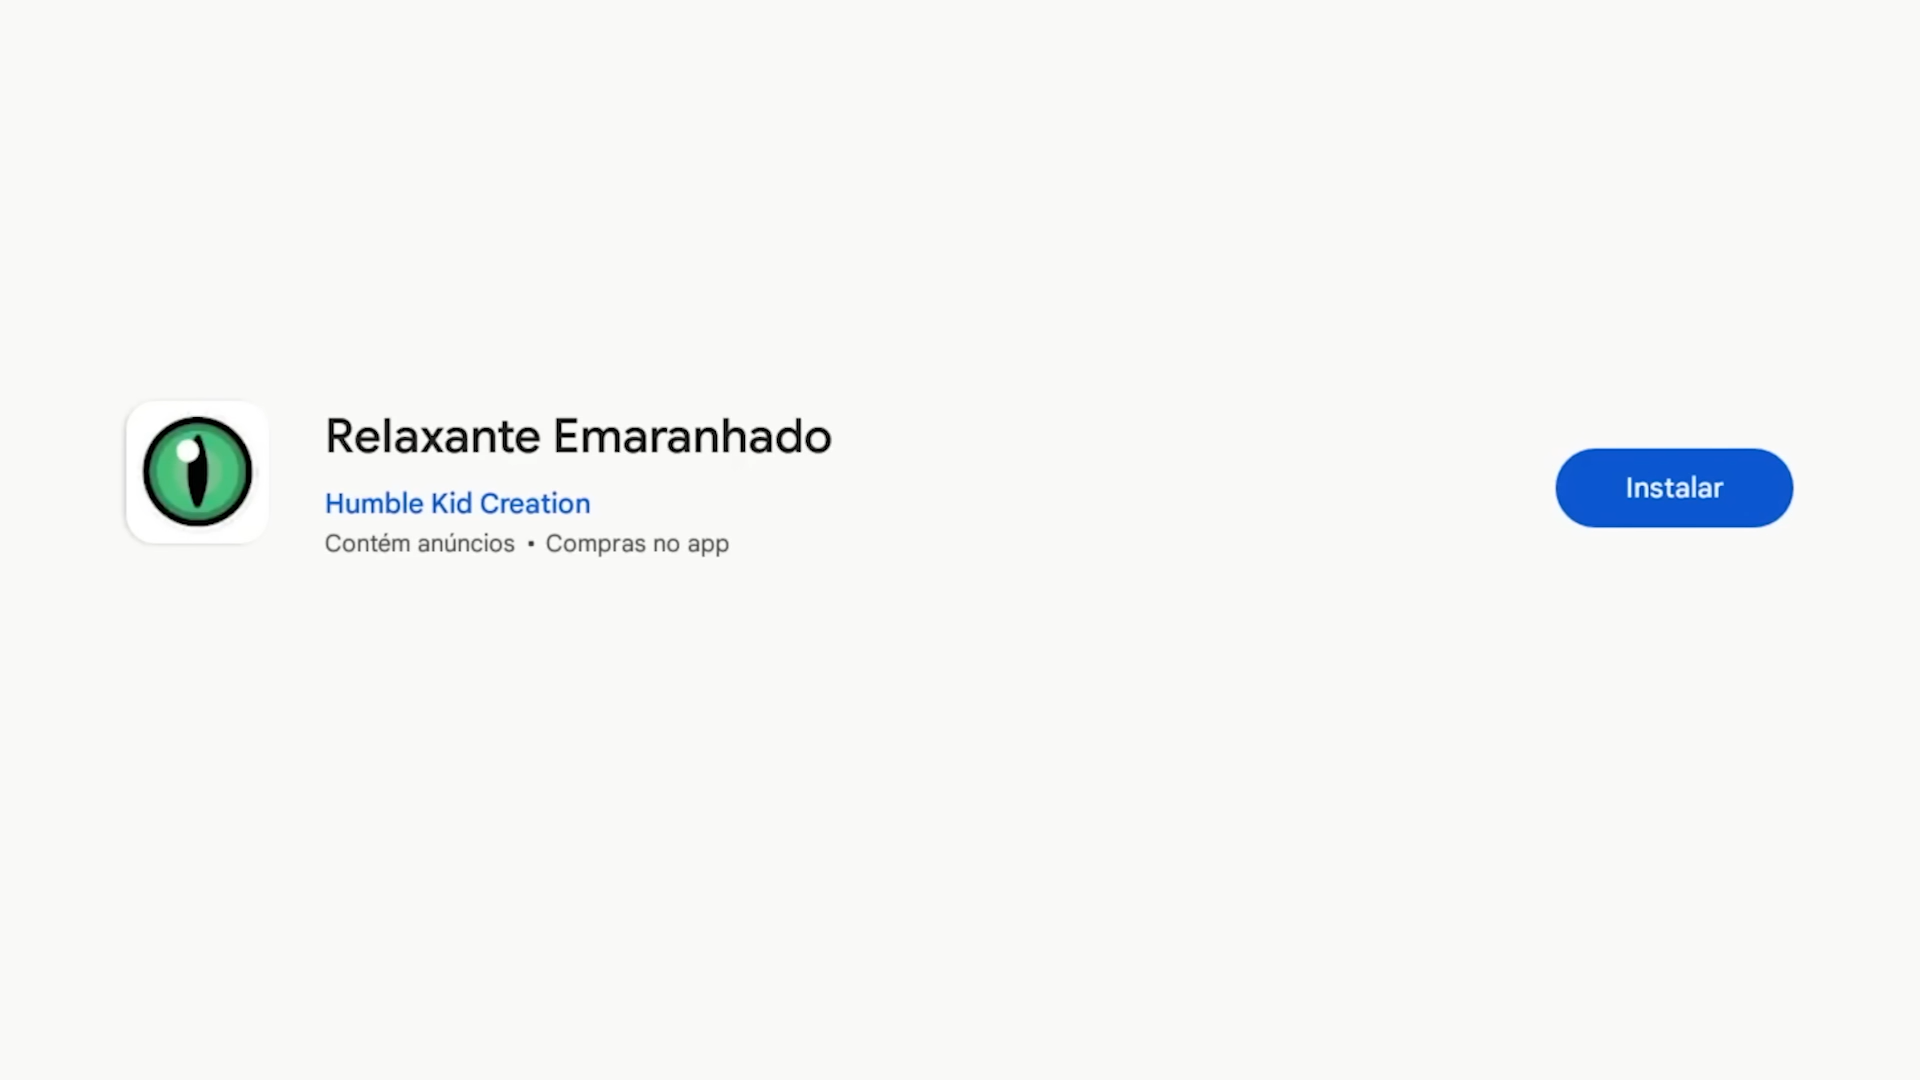 Relaxante Emaranhado
Humble Kid Creation
Contém anúncios • Compras no app
Instalar